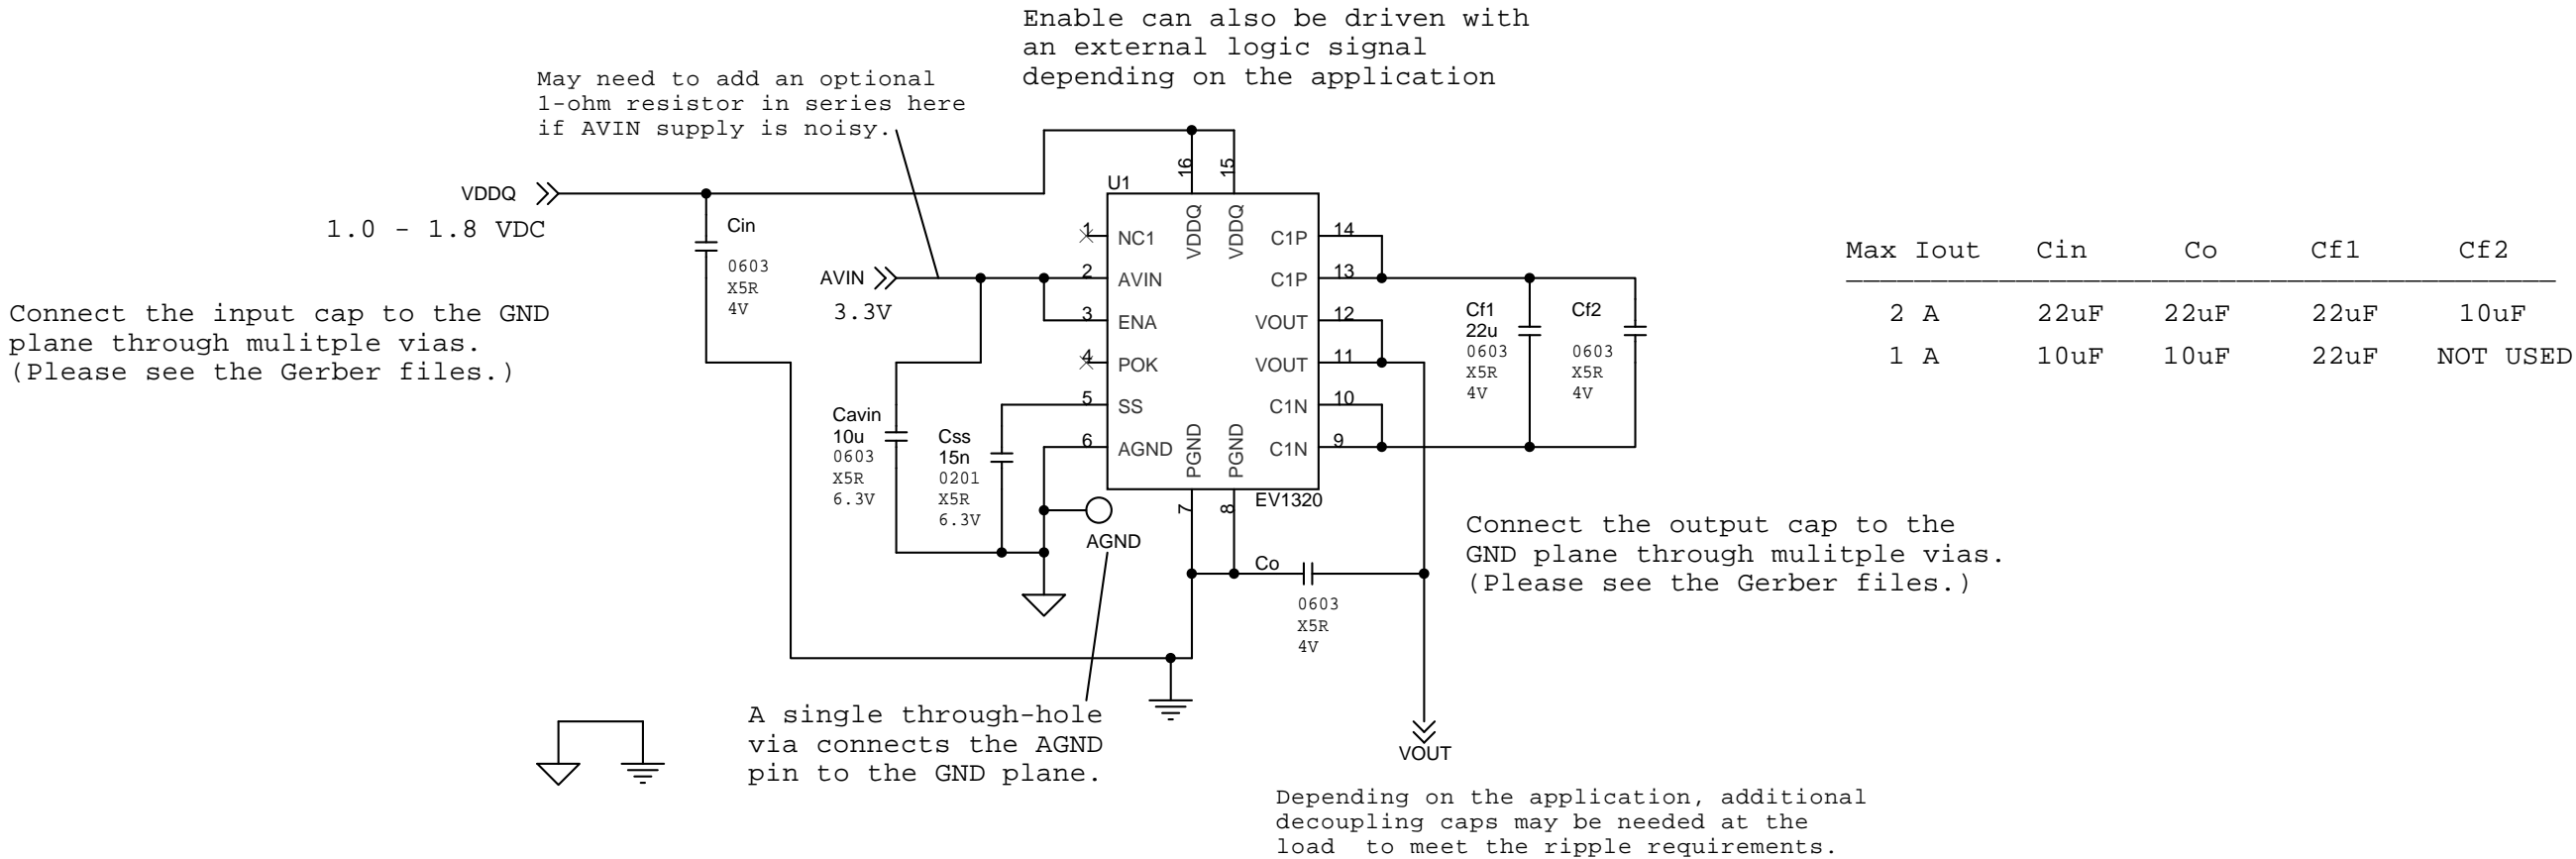 Enable can also be driven with
an external logic signal
depending on the application
May need to add an optional
1-ohm resistor in series here
if AVIN supply is noisy.
VDDQ
1.0 - 1.8 VDC
Cin
0603
X5R
4V
Connect the input cap to the GND
plane through mulitple vias.
(Please see the Gerber files.)
AVIN
3.3V
Cavin
10u
0603
X5R
6.3V
Css
15n
0201
X5R
6.3V
U1
16
15
VDDQ
VDDQ
1
NC1
2
AVIN
3
ENA
4
POK
5
SS
6
AGND
C1P
14
C1P
13
VOUT
12
VOUT
11
C1N
10
C1N
9
PGND
PGND
7
8
EV1320
AGND
Co
0603
X5R
4V
Cf1
22u
0603
X5R
4V
Cf2
0603
X5R
4V
Max Iout Cin Co Cf1 Cf2
2 A 22uF 22uF 22uF 10uF
1 A 10uF 10uF 22uF NOT USED
Connect the output cap to the
GND plane through mulitple vias.
(Please see the Gerber files.)
A single through-hole
via connects the AGND
pin to the GND plane.
VOUT
Depending on the application, additional
decoupling caps may be needed at the
load to meet the ripple requirements.